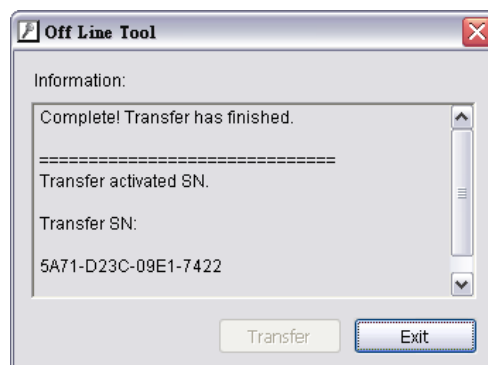 Off Line Tool
Information:
Complete! Transfer has finished.
==============================
Transfer activated SN.
Transfer SN:
5A71-D23C-09E1-7422
Transfer
Exit